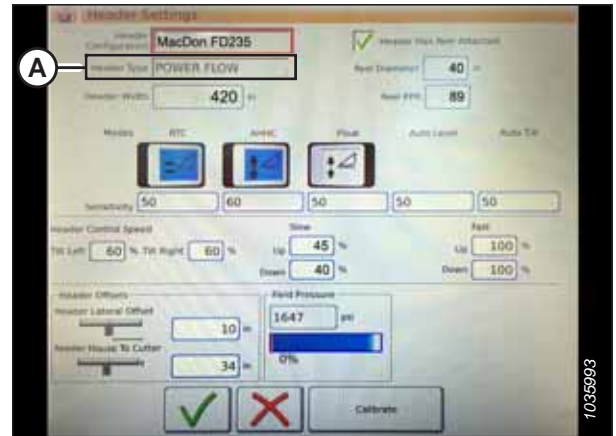 Header Settings
Header Configuration MacDon FD235
Header Has Reel Attached
A
Header Type POWER FLOW
Reel Diameter 40 in
Header Width 420 in
Reel PPR 89
Modes RTC AHHC Float Auto Level Auto Tilt
Sensitivity 50 60 50 50 50
Header Control Speed Slow Fast
Tilt Left 60 % Tilt Right 60 % Up 45 % Up 100 %
Down 40 % Down 100 %
Header Offsets Field Pressure
Header Lateral Offset 1647 psi
10 in
Header House To Cutter 0%
34 in
Calibrate
1035993